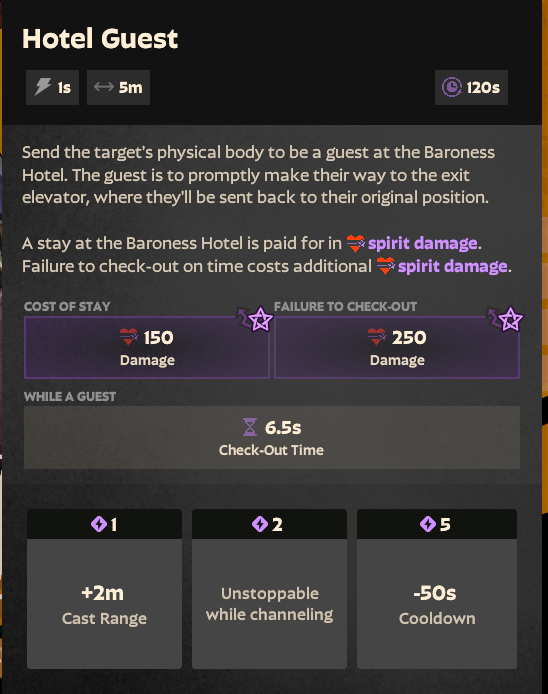 Hotel Guest
1s 5m 120s
Send the target's physical body to be a guest at the Baroness
Hotel. The guest is to promptly make their way to the exit
elevator, where they'll be sent back to their original position.
A stay at the Baroness Hotel is paid for in spirit damage.
Failure to check-out on time costs additional spirit damage.
COST OF STAY FAILURE TO CHECK-OUT
150 250
Damage Damage
WHILE A GUEST
6.5s
Check-Out Time
1 2 5
+2m Unstoppable -50s
Cast Range while channeling Cooldown